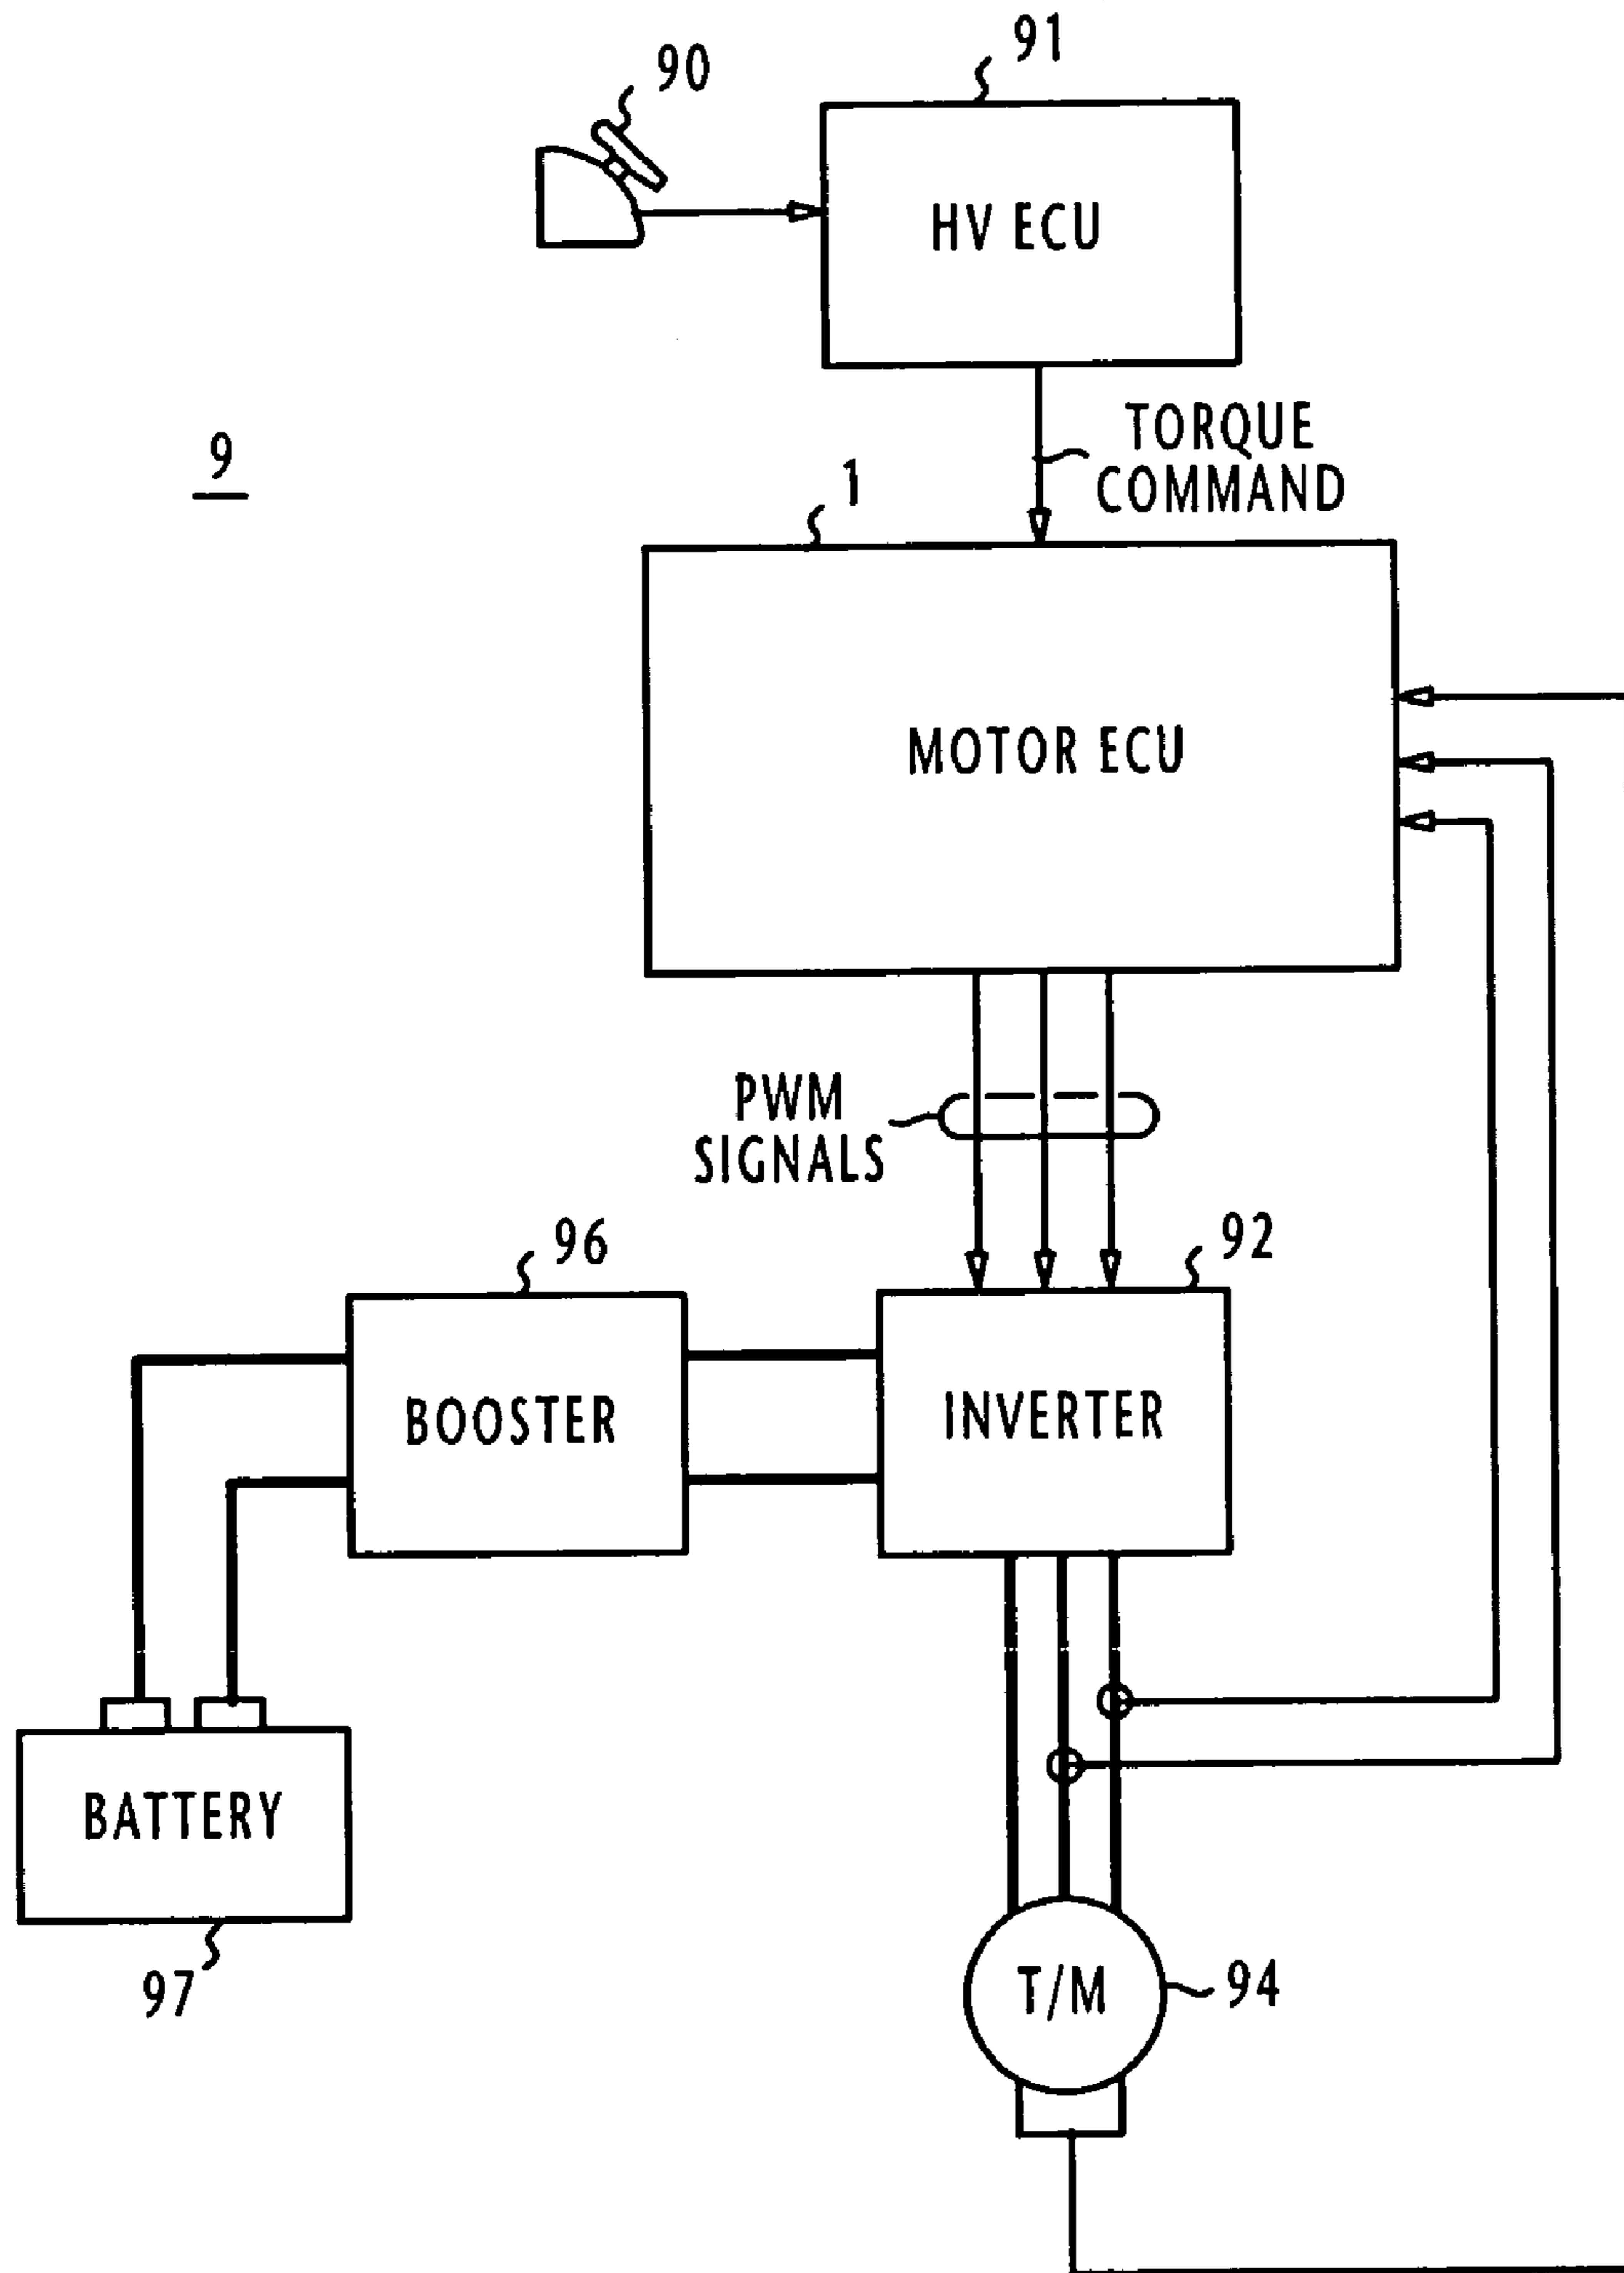 91
90
HV ECU
TORQUE
COMMAND
9
1
MOTOR ECU
PWM
SIGNALS
96
92
BOOSTER
INVERTER
BATTERY
97
T/M
94